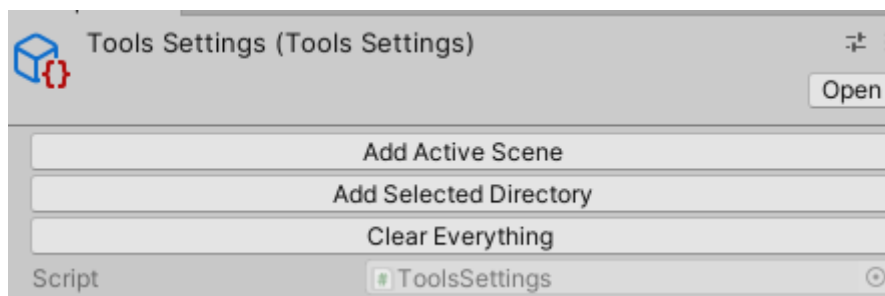 Tools Settings (Tools Settings)
Open
Add Active Scene
Add Selected Directory
Clear Everything
Script # ToolsSettings